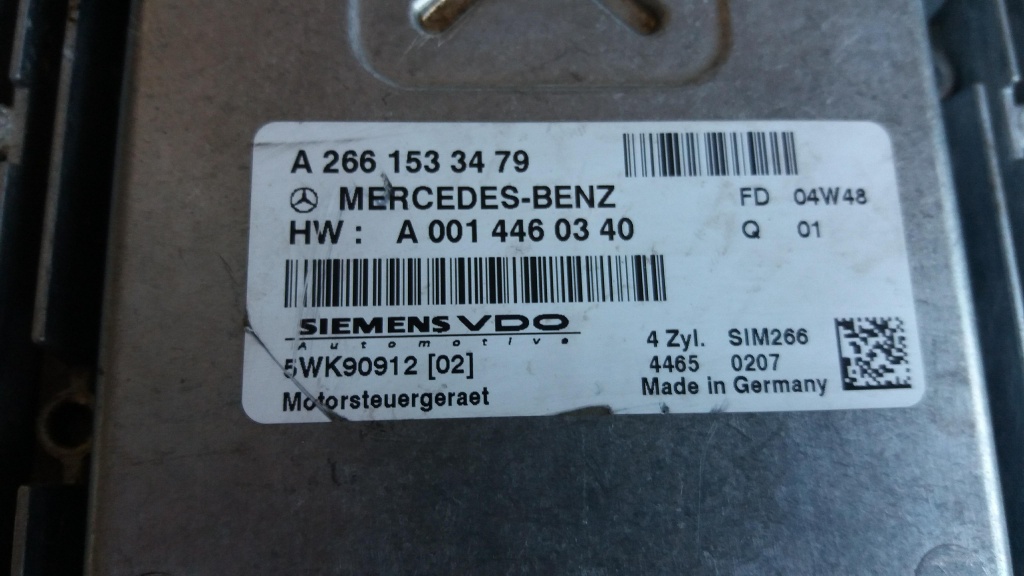 A 266 153 34 79
MERCEDES-BENZ
FD 04W48
HW : A 001 446 03 40
Q 01
SIEMENS VDO
Automotive
4 Zyl. SIM266
5WK90912 [02]
4465 0207
Motorsteuergeraet
Made in Germany